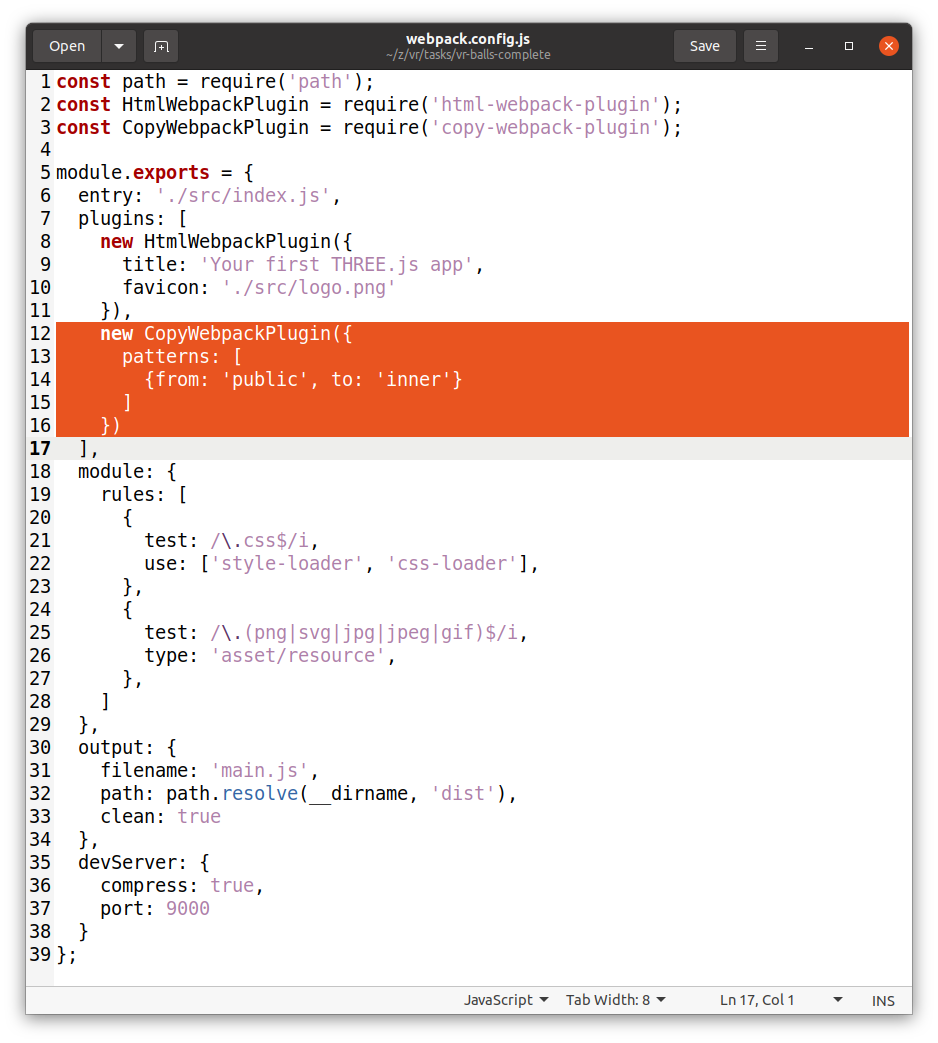 Open
webpack.config.js
~/z/vr/tasks/vr-balls-complete
Save
1 const path = require('path');
2 const HtmlWebpackPlugin = require('html-webpack-plugin');
3 const CopyWebpackPlugin = require('copy-webpack-plugin');
4
5 module.exports = {
6   entry: './src/index.js',
7   plugins: [
8     new HtmlWebpackPlugin({
9       title: 'Your first THREE.js app',
10       favicon: './src/logo.png'
11     }),
12     new CopyWebpackPlugin({
13       patterns: [
14         {from: 'public', to: 'inner'}
15       ]
16     })
17   ],
18   module: {
19     rules: [
20       {
21         test: /\.css$/i,
22         use: ['style-loader', 'css-loader'],
23       },
24       {
25         test: /\.(png|svg|jpg|jpeg|gif)$/i,
26         type: 'asset/resource',
27       },
28     ]
29   },
30   output: {
31     filename: 'main.js',
32     path: path.resolve(__dirname, 'dist'),
33     clean: true
34   },
35   devServer: {
36     compress: true,
37     port: 9000
38   }
39 };
JavaScript Tab Width: 8 Ln 17, Col 1 INS